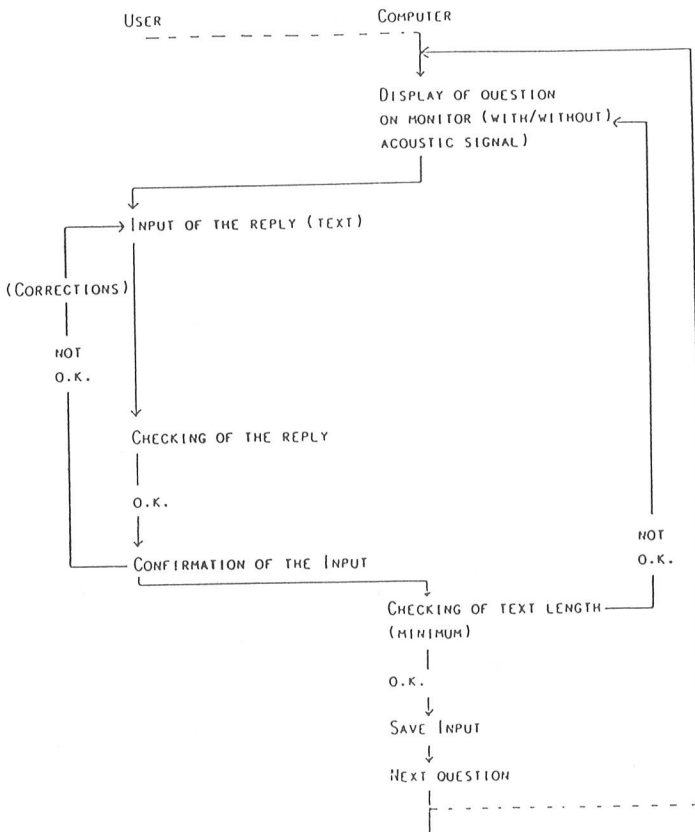 USER
COMPUTER
DISPLAY OF QUESTION
ON MONITOR (WITH/WITHOUT)
ACOUSTIC SIGNAL)
INPUT OF THE REPLY (TEXT)
(CORRECTIONS)
NOT
O.K.
CHECKING OF THE REPLY
O.K.
NOT
O.K.
CONFIRMATION OF THE INPUT
CHECKING OF TEXT LENGTH
(MINIMUM)
O.K.
SAVE INPUT
NEXT QUESTION